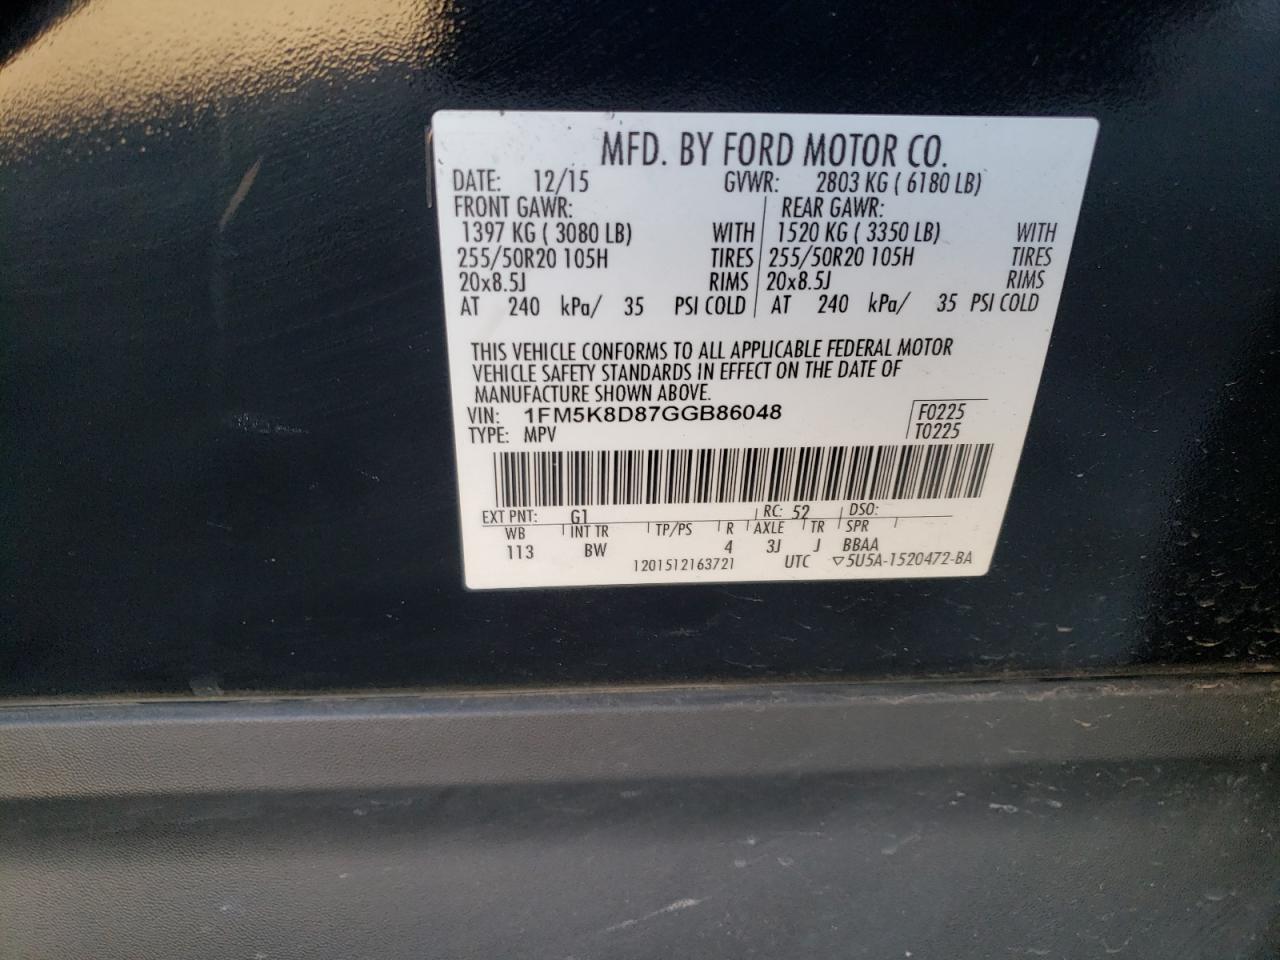 MFD. BY FORD MOTOR CO.
DATE: 12/15 GVWR: 2803 KG ( 6180 LB)
FRONT GAWR: REAR GAWR:
1397 KG ( 3080 LB) WITH 1520 KG ( 3350 LB) WITH
255/50R20 105H TIRES 255/50R20 105H TIRES
20x8.5J RIMS 20x8.5J RIMS
AT 240 kPa/ 35 PSI COLD AT 240 kPa/ 35 PSI COLD
THIS VEHICLE CONFORMS TO ALL APPLICABLE FEDERAL MOTOR
VEHICLE SAFETY STANDARDS IN EFFECT ON THE DATE OF
MANUFACTURE SHOWN ABOVE.
VIN: 1FM5K8D87GGB86048 F0225
TYPE: MPV T0225
EXT PNT: G1 RC: 52 DSO:
WB INT TR TP/PS R AXLE TR SPR
113 BW 4 3J J BBAA
1201512163721 UTC ▽5U5A-1520472-BA